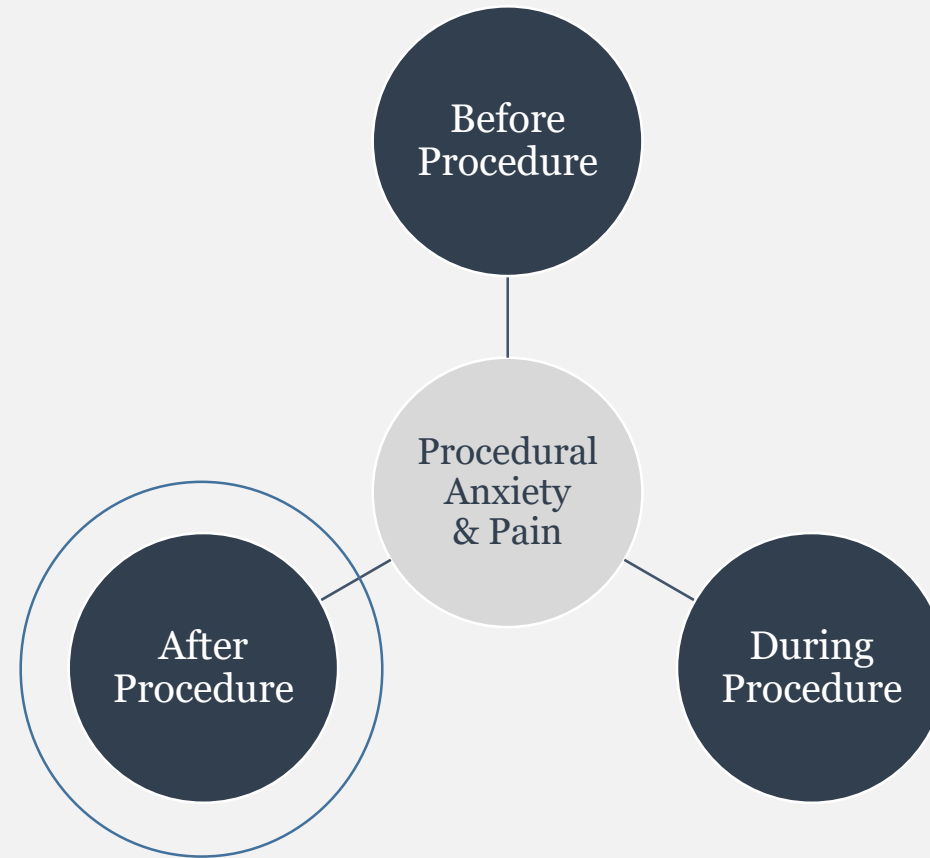 Before
Procedure
Procedural
Anxiety
& Pain
After
Procedure
During
Procedure